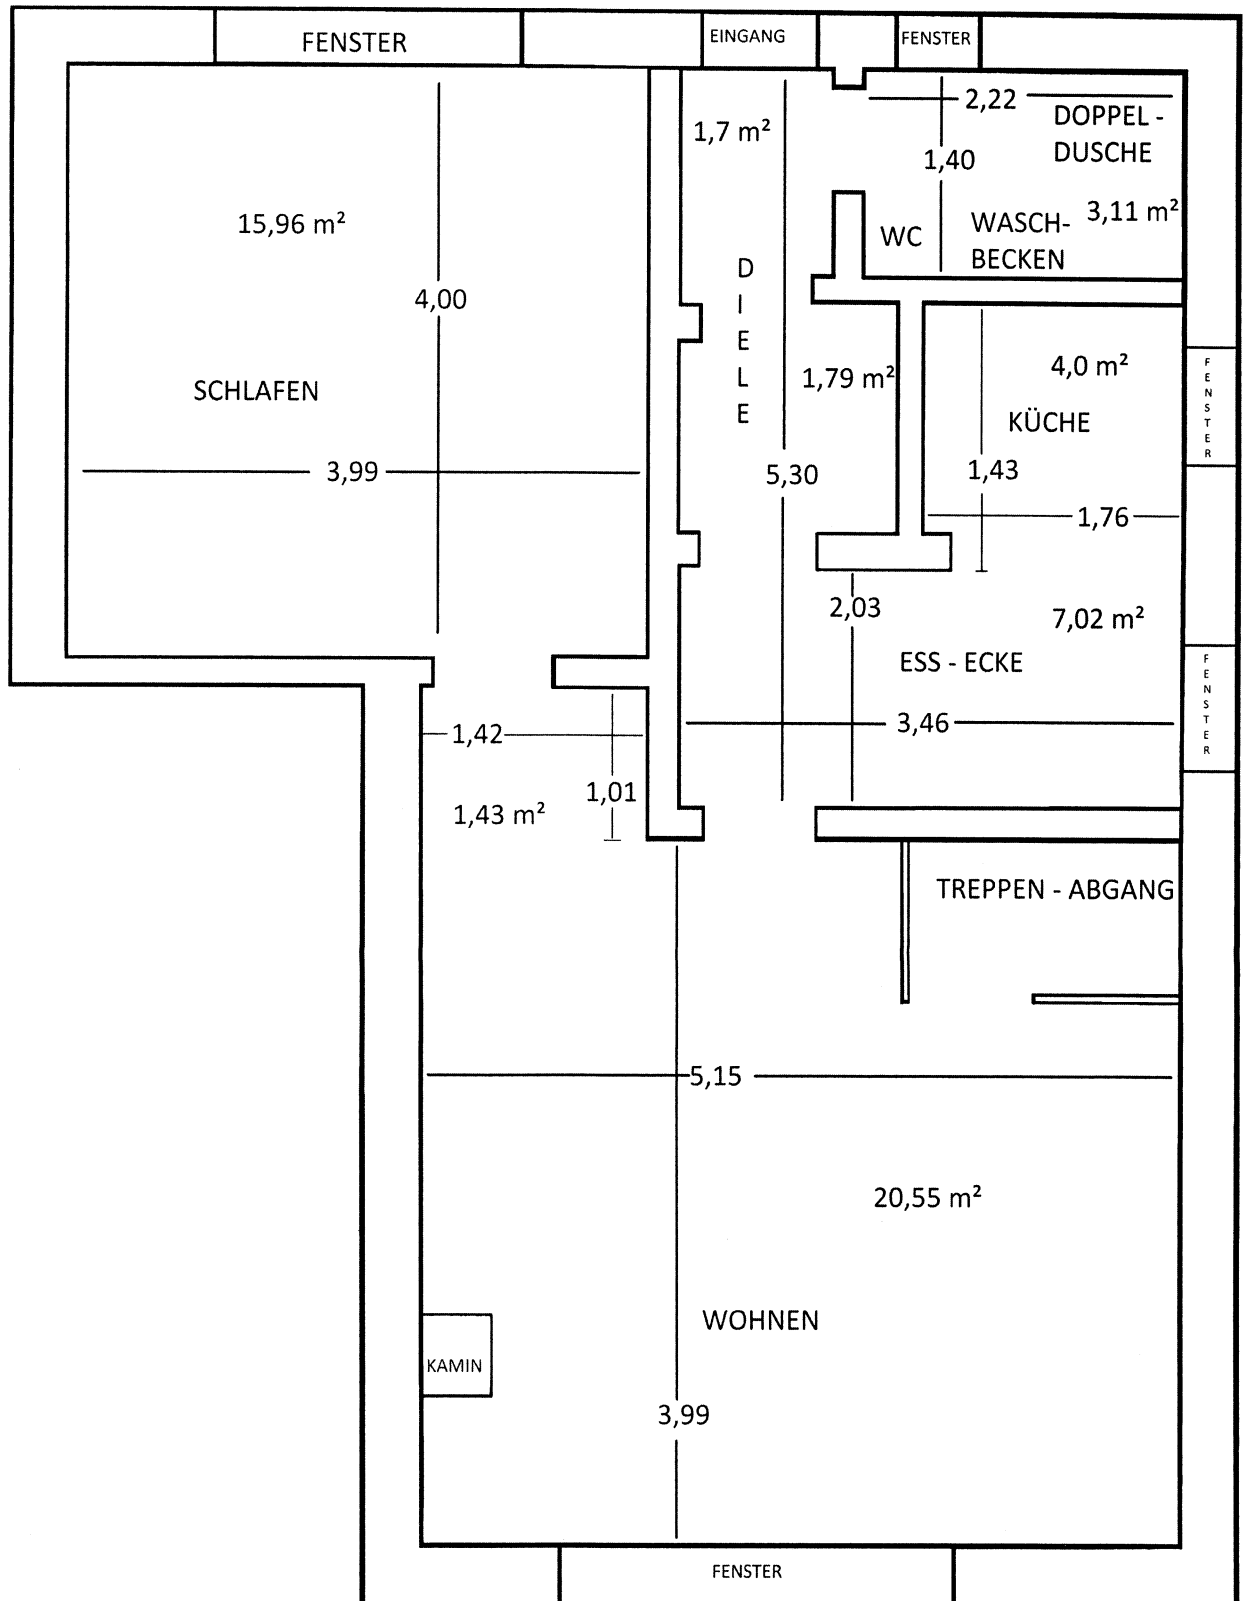 FENSTER
EINGANG
FENSTER
2,22
DOPPEL -
DUSCHE
1,7 m²
1,40
3,11 m²
15,96 m²
WC
WASCH-
BECKEN
DIELE
4,00
1,79 m²
4,0 m²
FENSTER
SCHLAFEN
KÜCHE
3,99
5,30
1,43
1,76
2,03
7,02 m²
ESS - ECKE
FENSTER
1,42
3,46
1,01
1,43 m²
TREPPEN - ABGANG
5,15
20,55 m²
WOHNEN
KAMIN
3,99
FENSTER